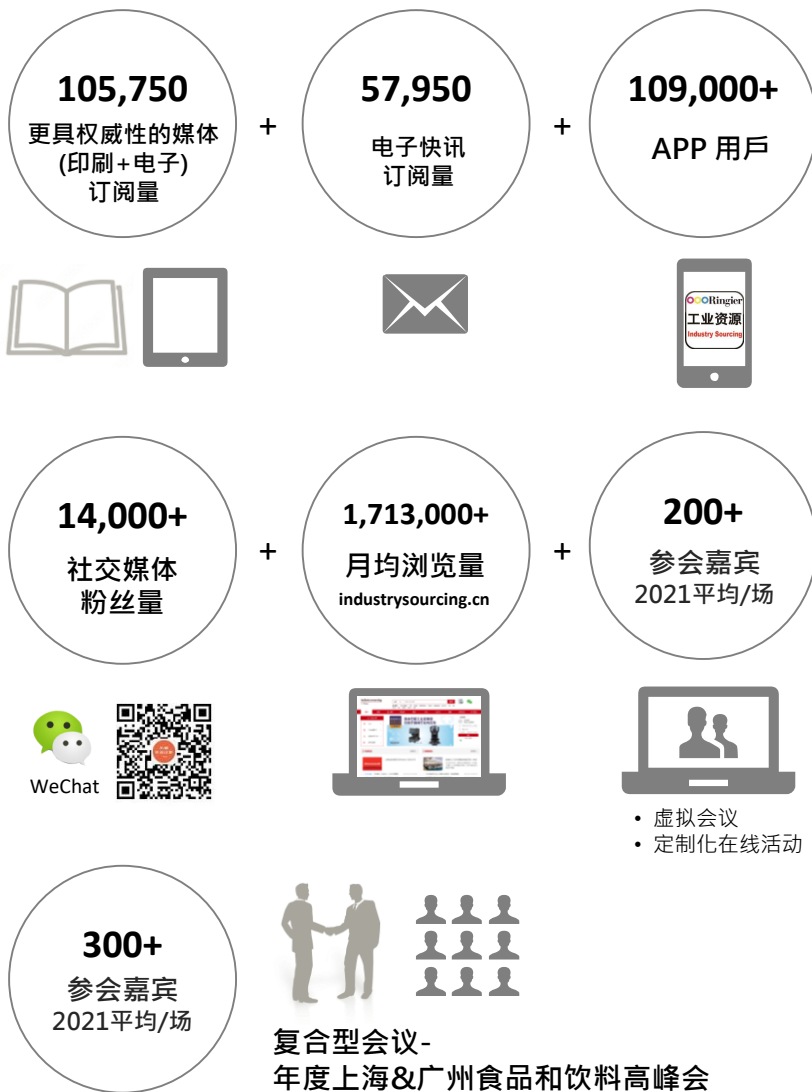 105,750
更具权威性的媒体
(印刷+电子)
订阅量
+
57,950
电子快讯
订阅量
+
109,000+
APP 用戶
Ringier
工业资源
Industry Sourcing
14,000+
社交媒体
粉丝量
+
1,713,000+
月均浏览量
industrysourcing.cn
+
200+
参会嘉宾
2021平均/场
WeChat
• 虚拟会议
• 定制化在线活动
300+
参会嘉宾
2021平均/场
复合型会议-
年度上海&广州食品和饮料高峰会